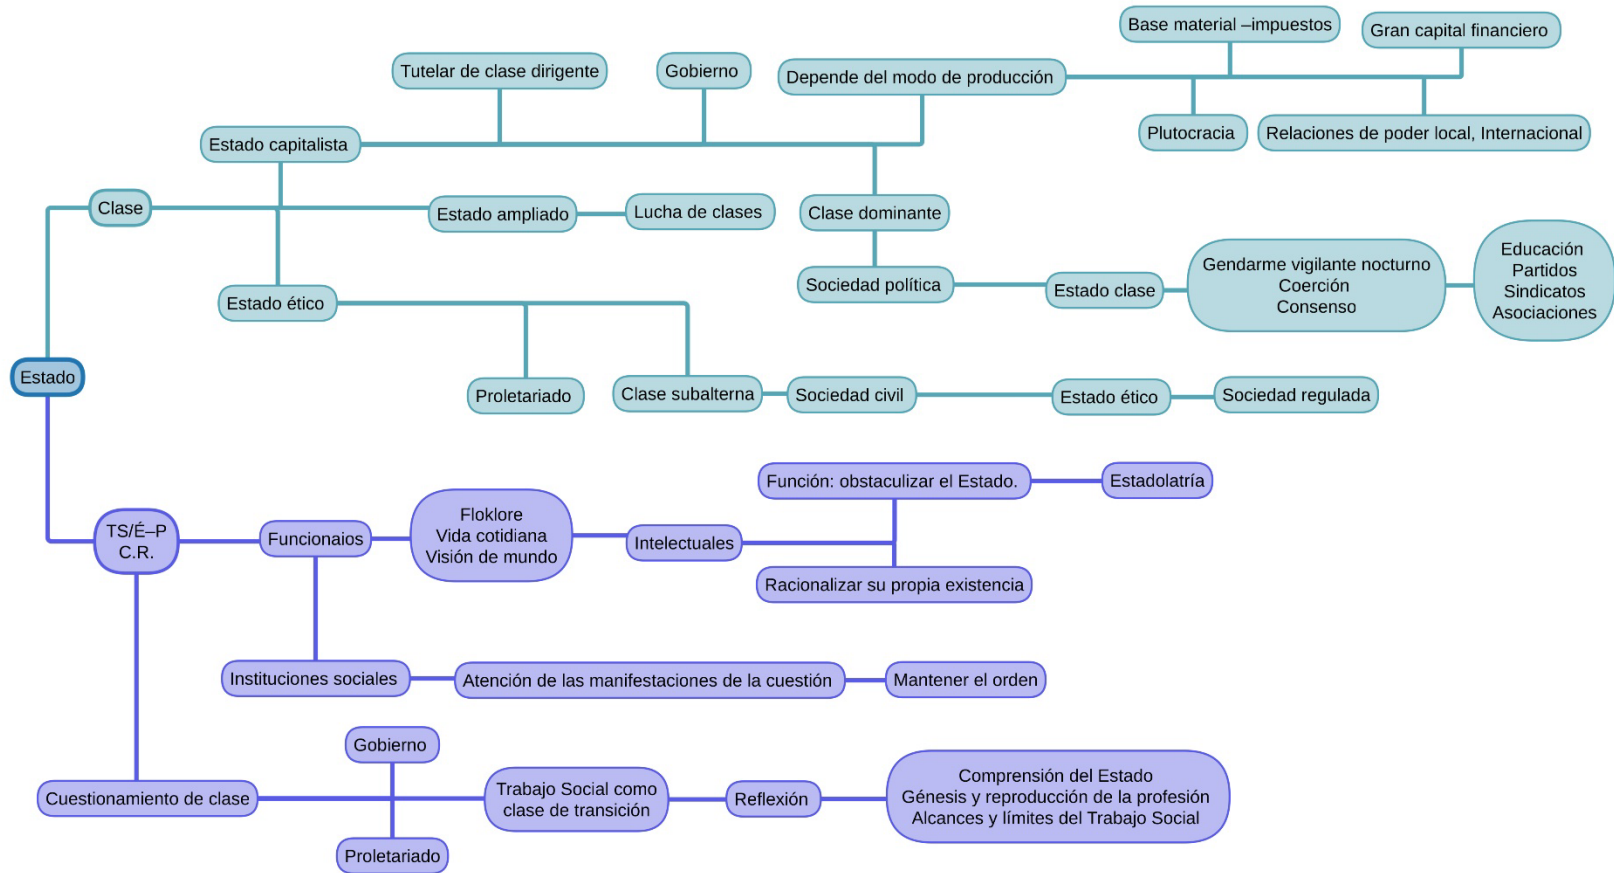 Base material –impuestos
Gran capital financiero
Tutelar de clase dirigente
Gobierno
Depende del modo de producción
Plutocracia
Relaciones de poder local, Internacional
Estado capitalista
Clase
Estado ampliado
Lucha de clases
Clase dominante
Sociedad política
Estado clase
Gendarme vigilante nocturno
Coerción
Consenso
Educación
Partidos
Sindicatos
Asociaciones
Estado ético
Estado
Proletariado
Clase subalterna
Sociedad civil
Estado ético
Sociedad regulada
Función: obstaculizar el Estado.
Estadolatría
TS/É–P
C.R.
Funcionaios
Floklore
Vida cotidiana
Visión de mundo
Intelectuales
Racionalizar su propia existencia
Instituciones sociales
Atención de las manifestaciones de la cuestión
Mantener el orden
Gobierno
Cuestionamiento de clase
Trabajo Social como
clase de transición
Reflexión
Comprensión del Estado
Génesis y reproducción de la profesión
Alcances y límites del Trabajo Social
Proletariado